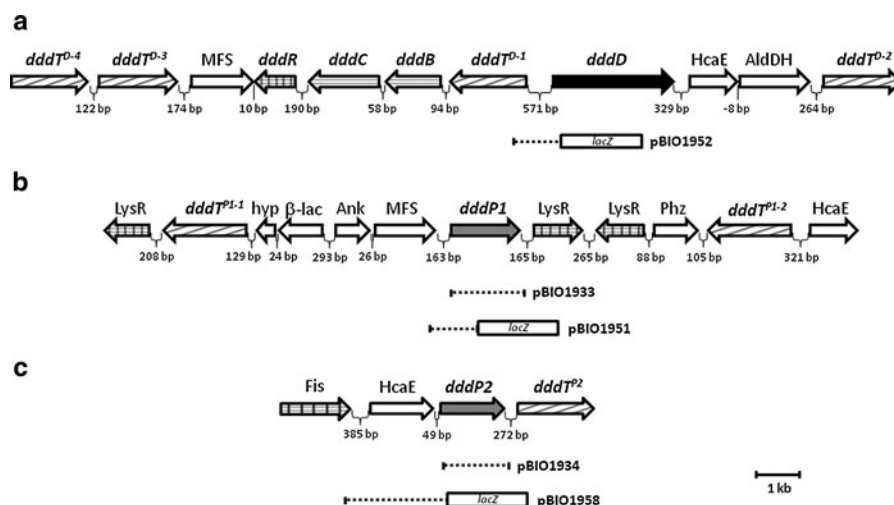 a
dddT^D-4 dddT^D-3 MFS dddR dddC dddB dddT^D-1 dddD HcaE AldDH dddT^D-2
122 bp 174 bp 10 bp 190 bp 58 bp 94 bp 571 bp 329 bp -8 bp 264 bp
lacZ pBIO1952
b
LysR dddT^P1-1 hyp β-lac Ank MFS dddP1 LysR LysR Phz dddT^P1-2 HcaE
208 bp 129 bp 24 bp 293 bp 26 bp 163 bp 165 bp 265 bp 88 bp 105 bp 321 bp
pBIO1933
lacZ pBIO1951
c
Fis HcaE dddP2 dddT^P2
385 bp 49 bp 272 bp
pBIO1934
1 kb
lacZ pBIO1958